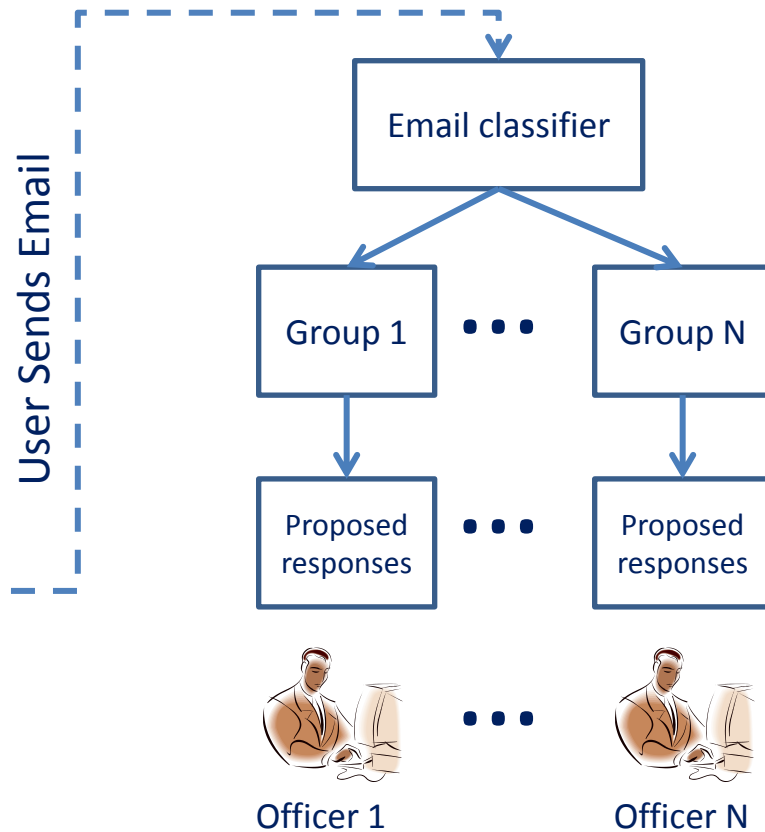 User Sends Email
Email classifier
Group 1
Group N
Proposed
responses
Proposed
responses
Officer 1
Officer N